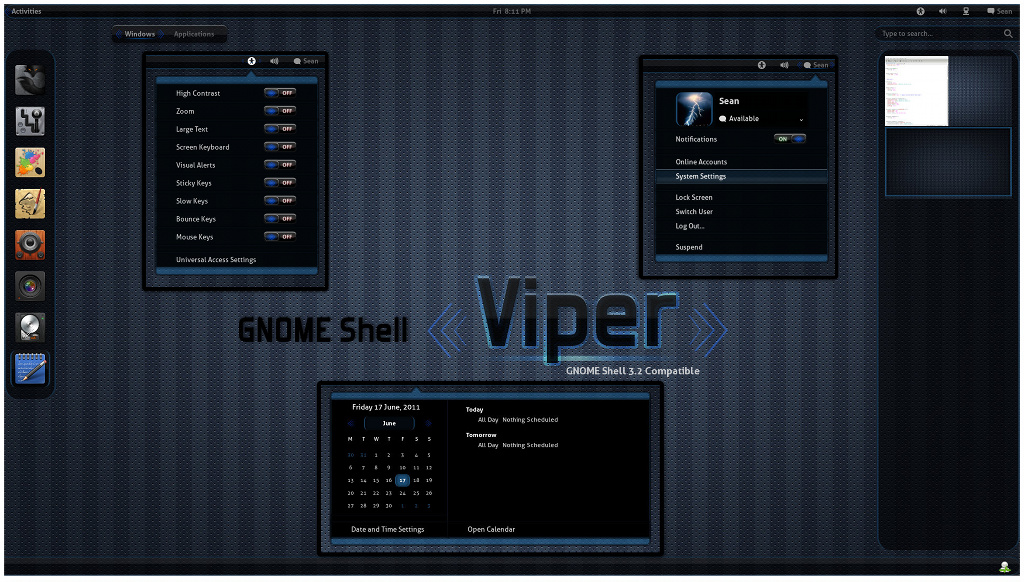 Activities
Fri 8:11 PM
Sean
Windows Applications
Type to search...
Sean
High Contrast OFF
Zoom OFF
Large Text OFF
Screen Keyboard OFF
Visual Alerts OFF
Sticky Keys OFF
Slow Keys OFF
Bounce Keys OFF
Mouse Keys OFF
Universal Access Settings
Sean
Sean
Available
Notifications ON
Online Accounts
System Settings
Lock Screen
Switch User
Log Out...
Suspend
GNOME Shell
Viper
GNOME Shell 3.2 Compatible
Friday 17 June, 2011
June
M T W T F S S
30 31 1 2 3 4 5
6 7 8 9 10 11 12
13 14 15 16 17 18 19
20 21 22 23 24 25 26
27 28 29 30 1 2 3
Date and Time Settings
Today
All Day Nothing Scheduled
Tomorrow
All Day Nothing Scheduled
Open Calendar